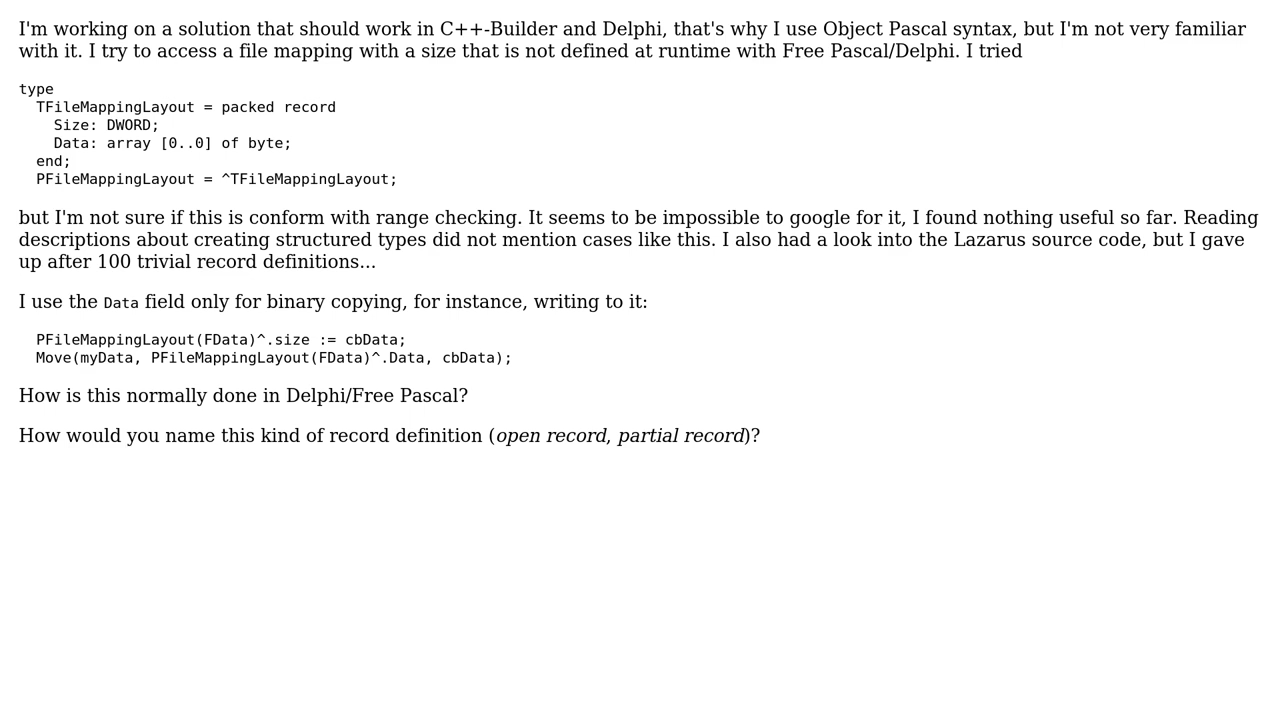 I'm working on a solution that should work in C++-Builder and Delphi, that's why I use Object Pascal syntax, but I'm not very familiar
with it. I try to access a file mapping with a size that is not defined at runtime with Free Pascal/Delphi. I tried
type
  TFileMappingLayout = packed record
    Size: DWORD;
    Data: array [0..0] of byte;
  end;
  PFileMappingLayout = ^TFileMappingLayout;
but I'm not sure if this is conform with range checking. It seems to be impossible to google for it, I found nothing useful so far. Reading
descriptions about creating structured types did not mention cases like this. I also had a look into the Lazarus source code, but I gave
up after 100 trivial record definitions...
I use the Data field only for binary copying, for instance, writing to it:
  PFileMappingLayout(FData)^.size := cbData;
  Move(myData, PFileMappingLayout(FData)^.Data, cbData);
How is this normally done in Delphi/Free Pascal?
How would you name this kind of record definition (open record, partial record)?